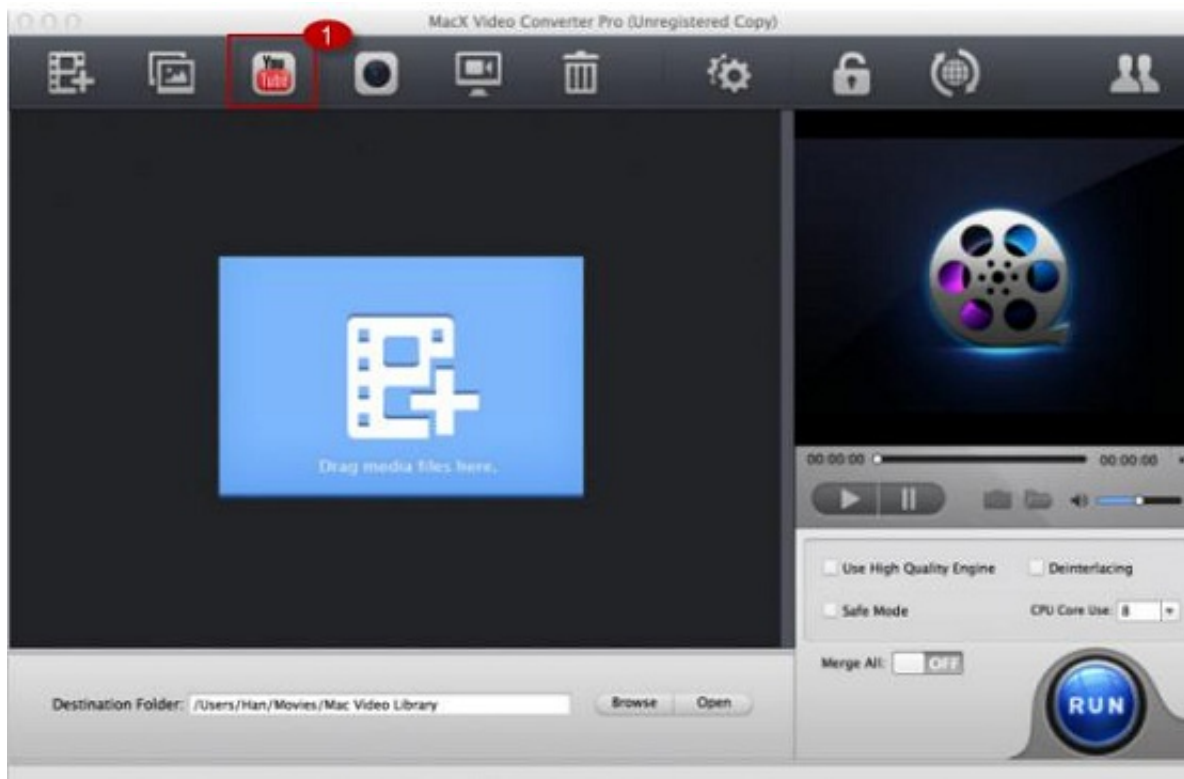 MacX Video Converter Pro (Unregistered Copy)
1
You
Tube
Drag media files here.
00:00:00
00:00:00
Use High Quality Engine
Deinterlacing
Safe Mode
CPU Core Use: 8
Merge All: OFF
Destination Folder: /Users/Han/Movies/Mac Video Library
Browse
Open
RUN